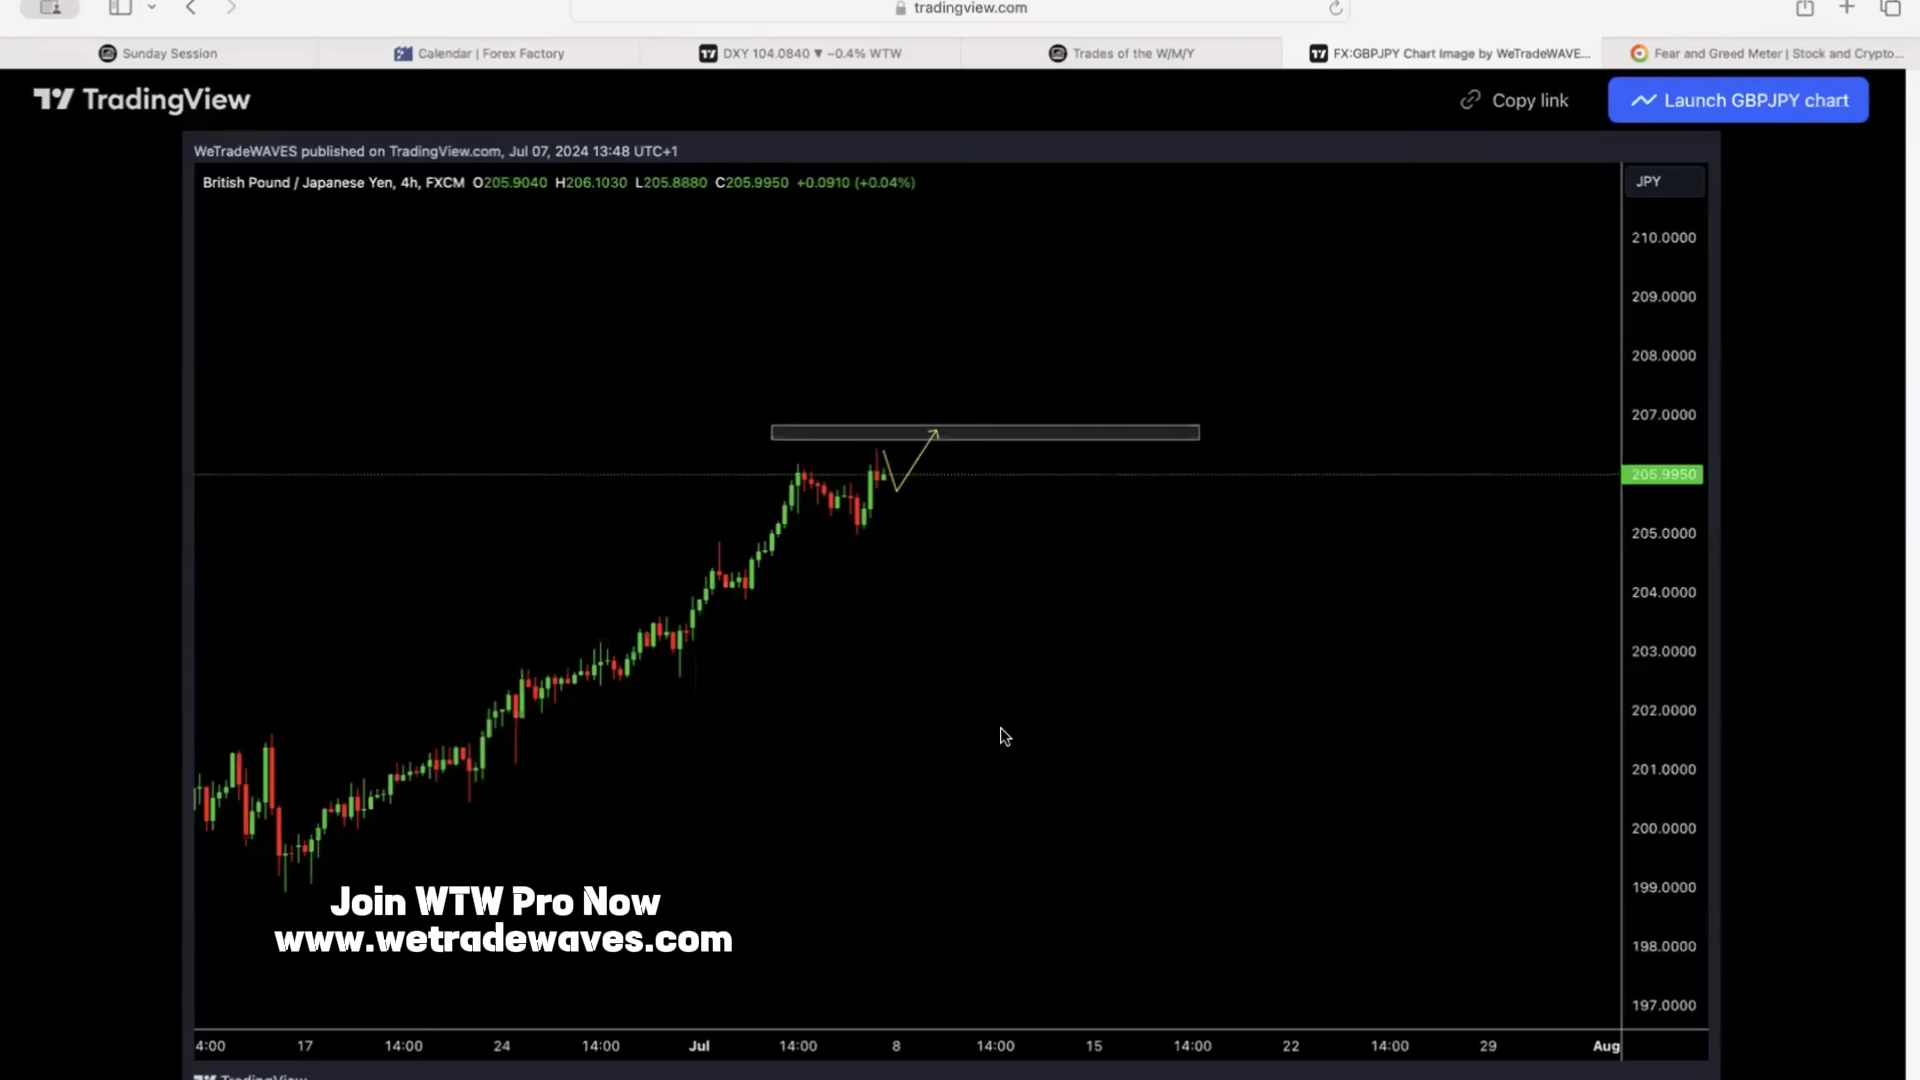 tradingview.com
Sunday Session
Calendar | Forex Factory
DXY 104.0840 ▼ −0.4% WTW
Trades of the W/M/Y
FX:GBPJPY Chart Image by WeTradeWAVE...
Fear and Greed Meter | Stock and Crypto...
TradingView
Copy link
Launch GBPJPY chart
WeTradeWAVES published on TradingView.com, Jul 07, 2024 13:48 UTC+1
British Pound / Japanese Yen, 4h, FXCM O205.9040 H206.1030 L205.8880 C205.9950 +0.0910 (+0.04%)
JPY
210.0000
209.0000
208.0000
207.0000
205.9950
205.0000
204.0000
203.0000
202.0000
201.0000
200.0000
199.0000
198.0000
197.0000
Join WTW Pro Now
www.wetradewaves.com
4:00 17 14:00 24 14:00 Jul 14:00 8 14:00 15 14:00 22 14:00 29 Aug
TradingView